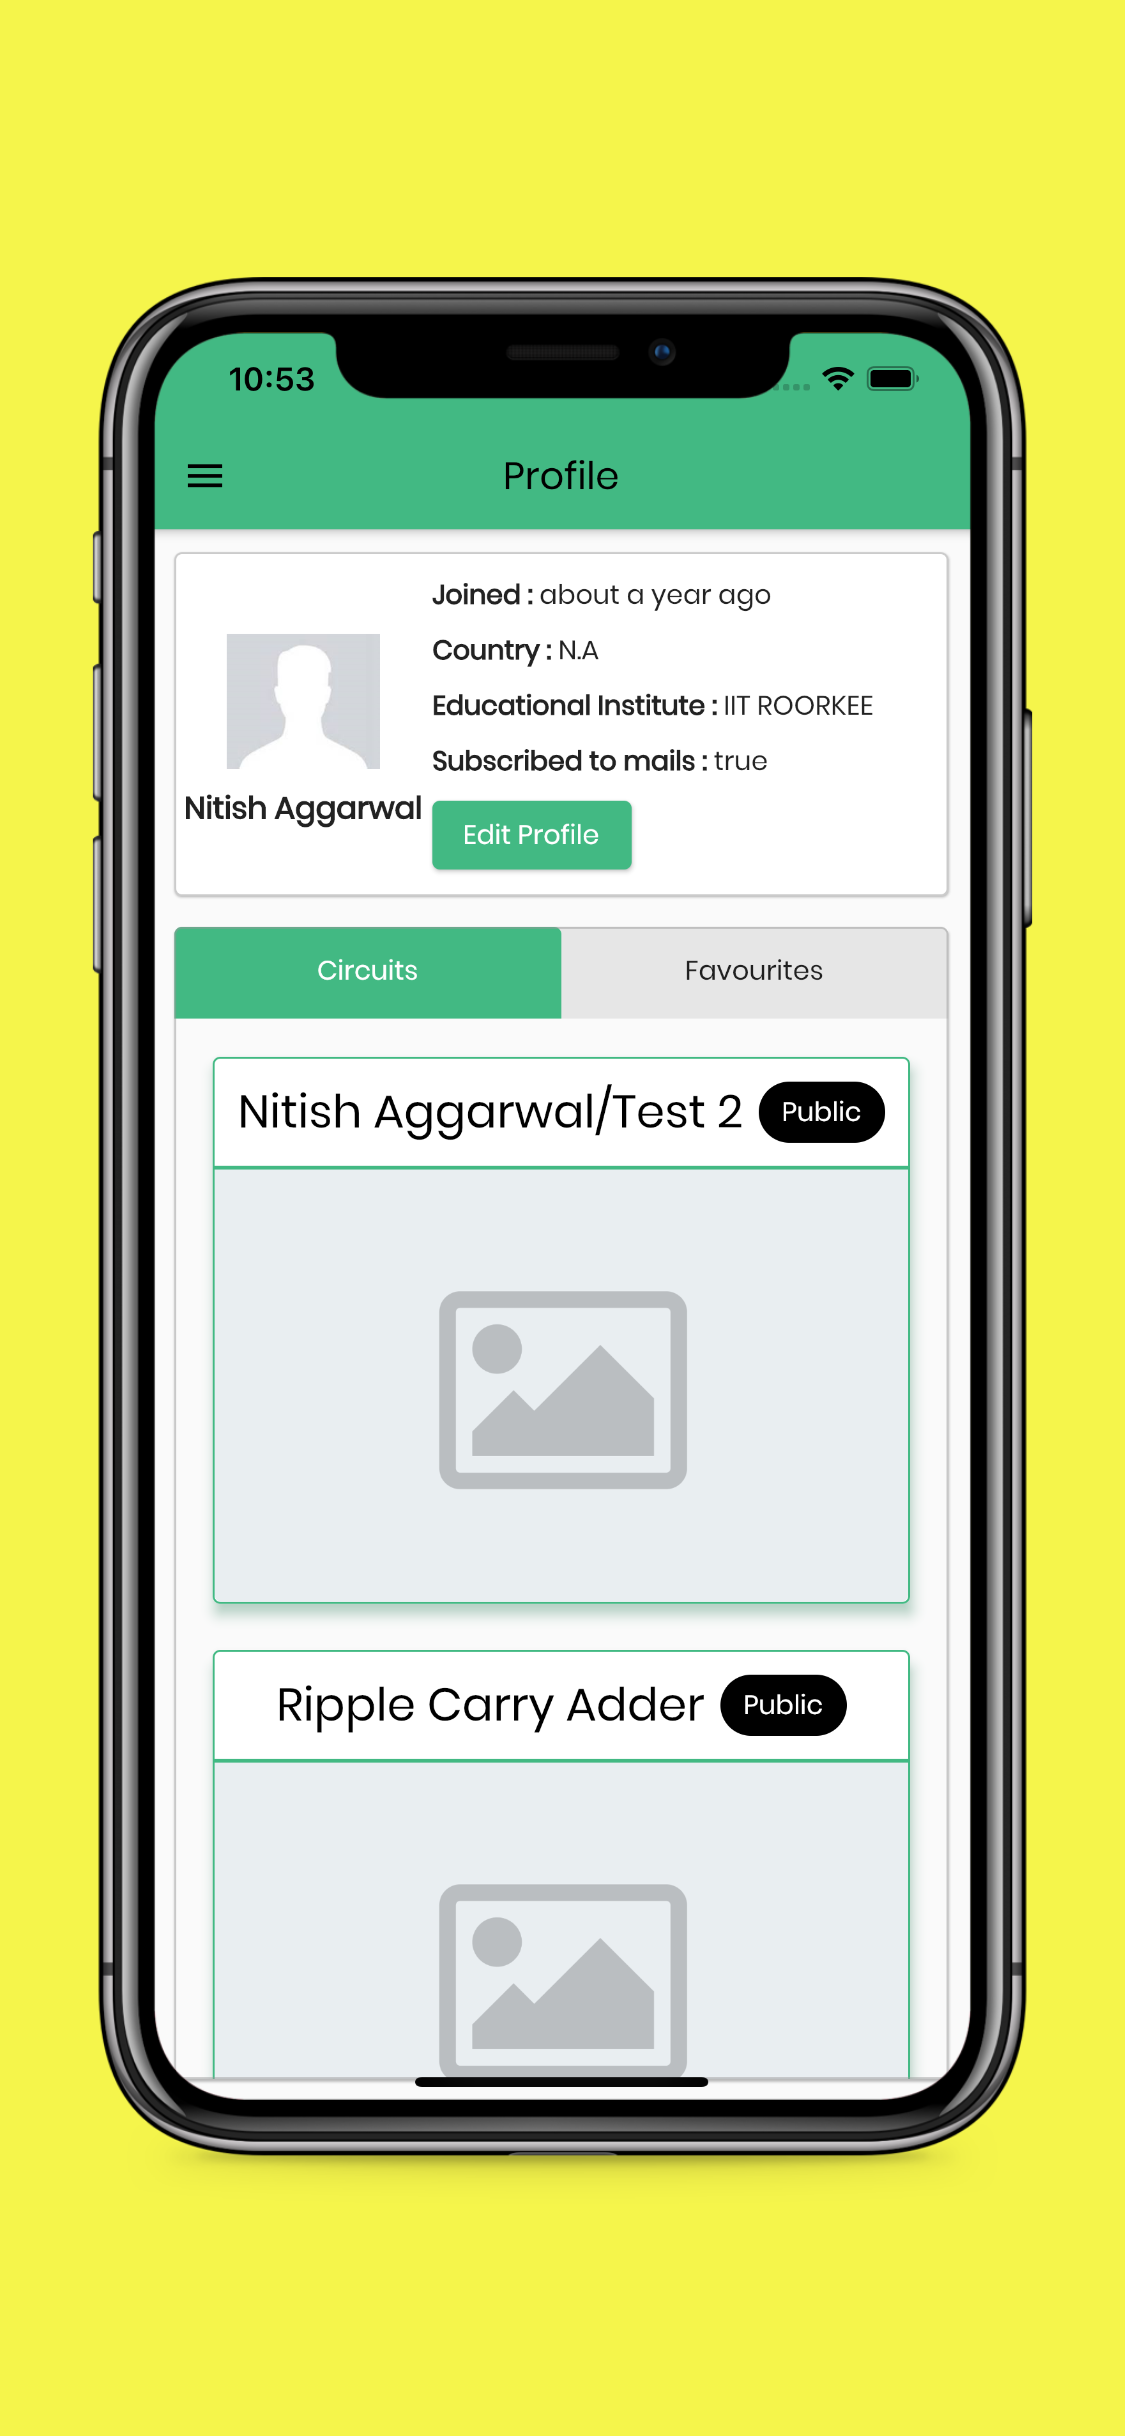 10:53
Profile
Joined : about a year ago
Country : N.A
Educational Institute : IIT ROORKEE
Subscribed to mails : true
Nitish Aggarwal
Edit Profile
Circuits
Favourites
Nitish Aggarwal/Test 2 Public
Ripple Carry Adder Public